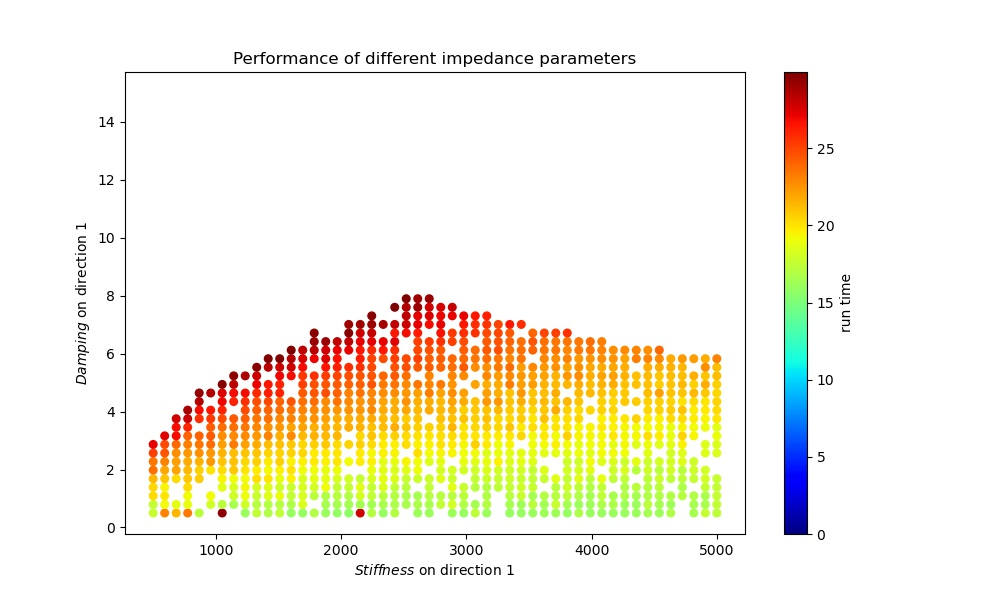 Performance of different impedance parameters
14
12
10
8
6
4
2
0
Damping on direction 1
1000 2000 3000 4000 5000
Stiffness on direction 1
25
20
15
10
5
0
run time